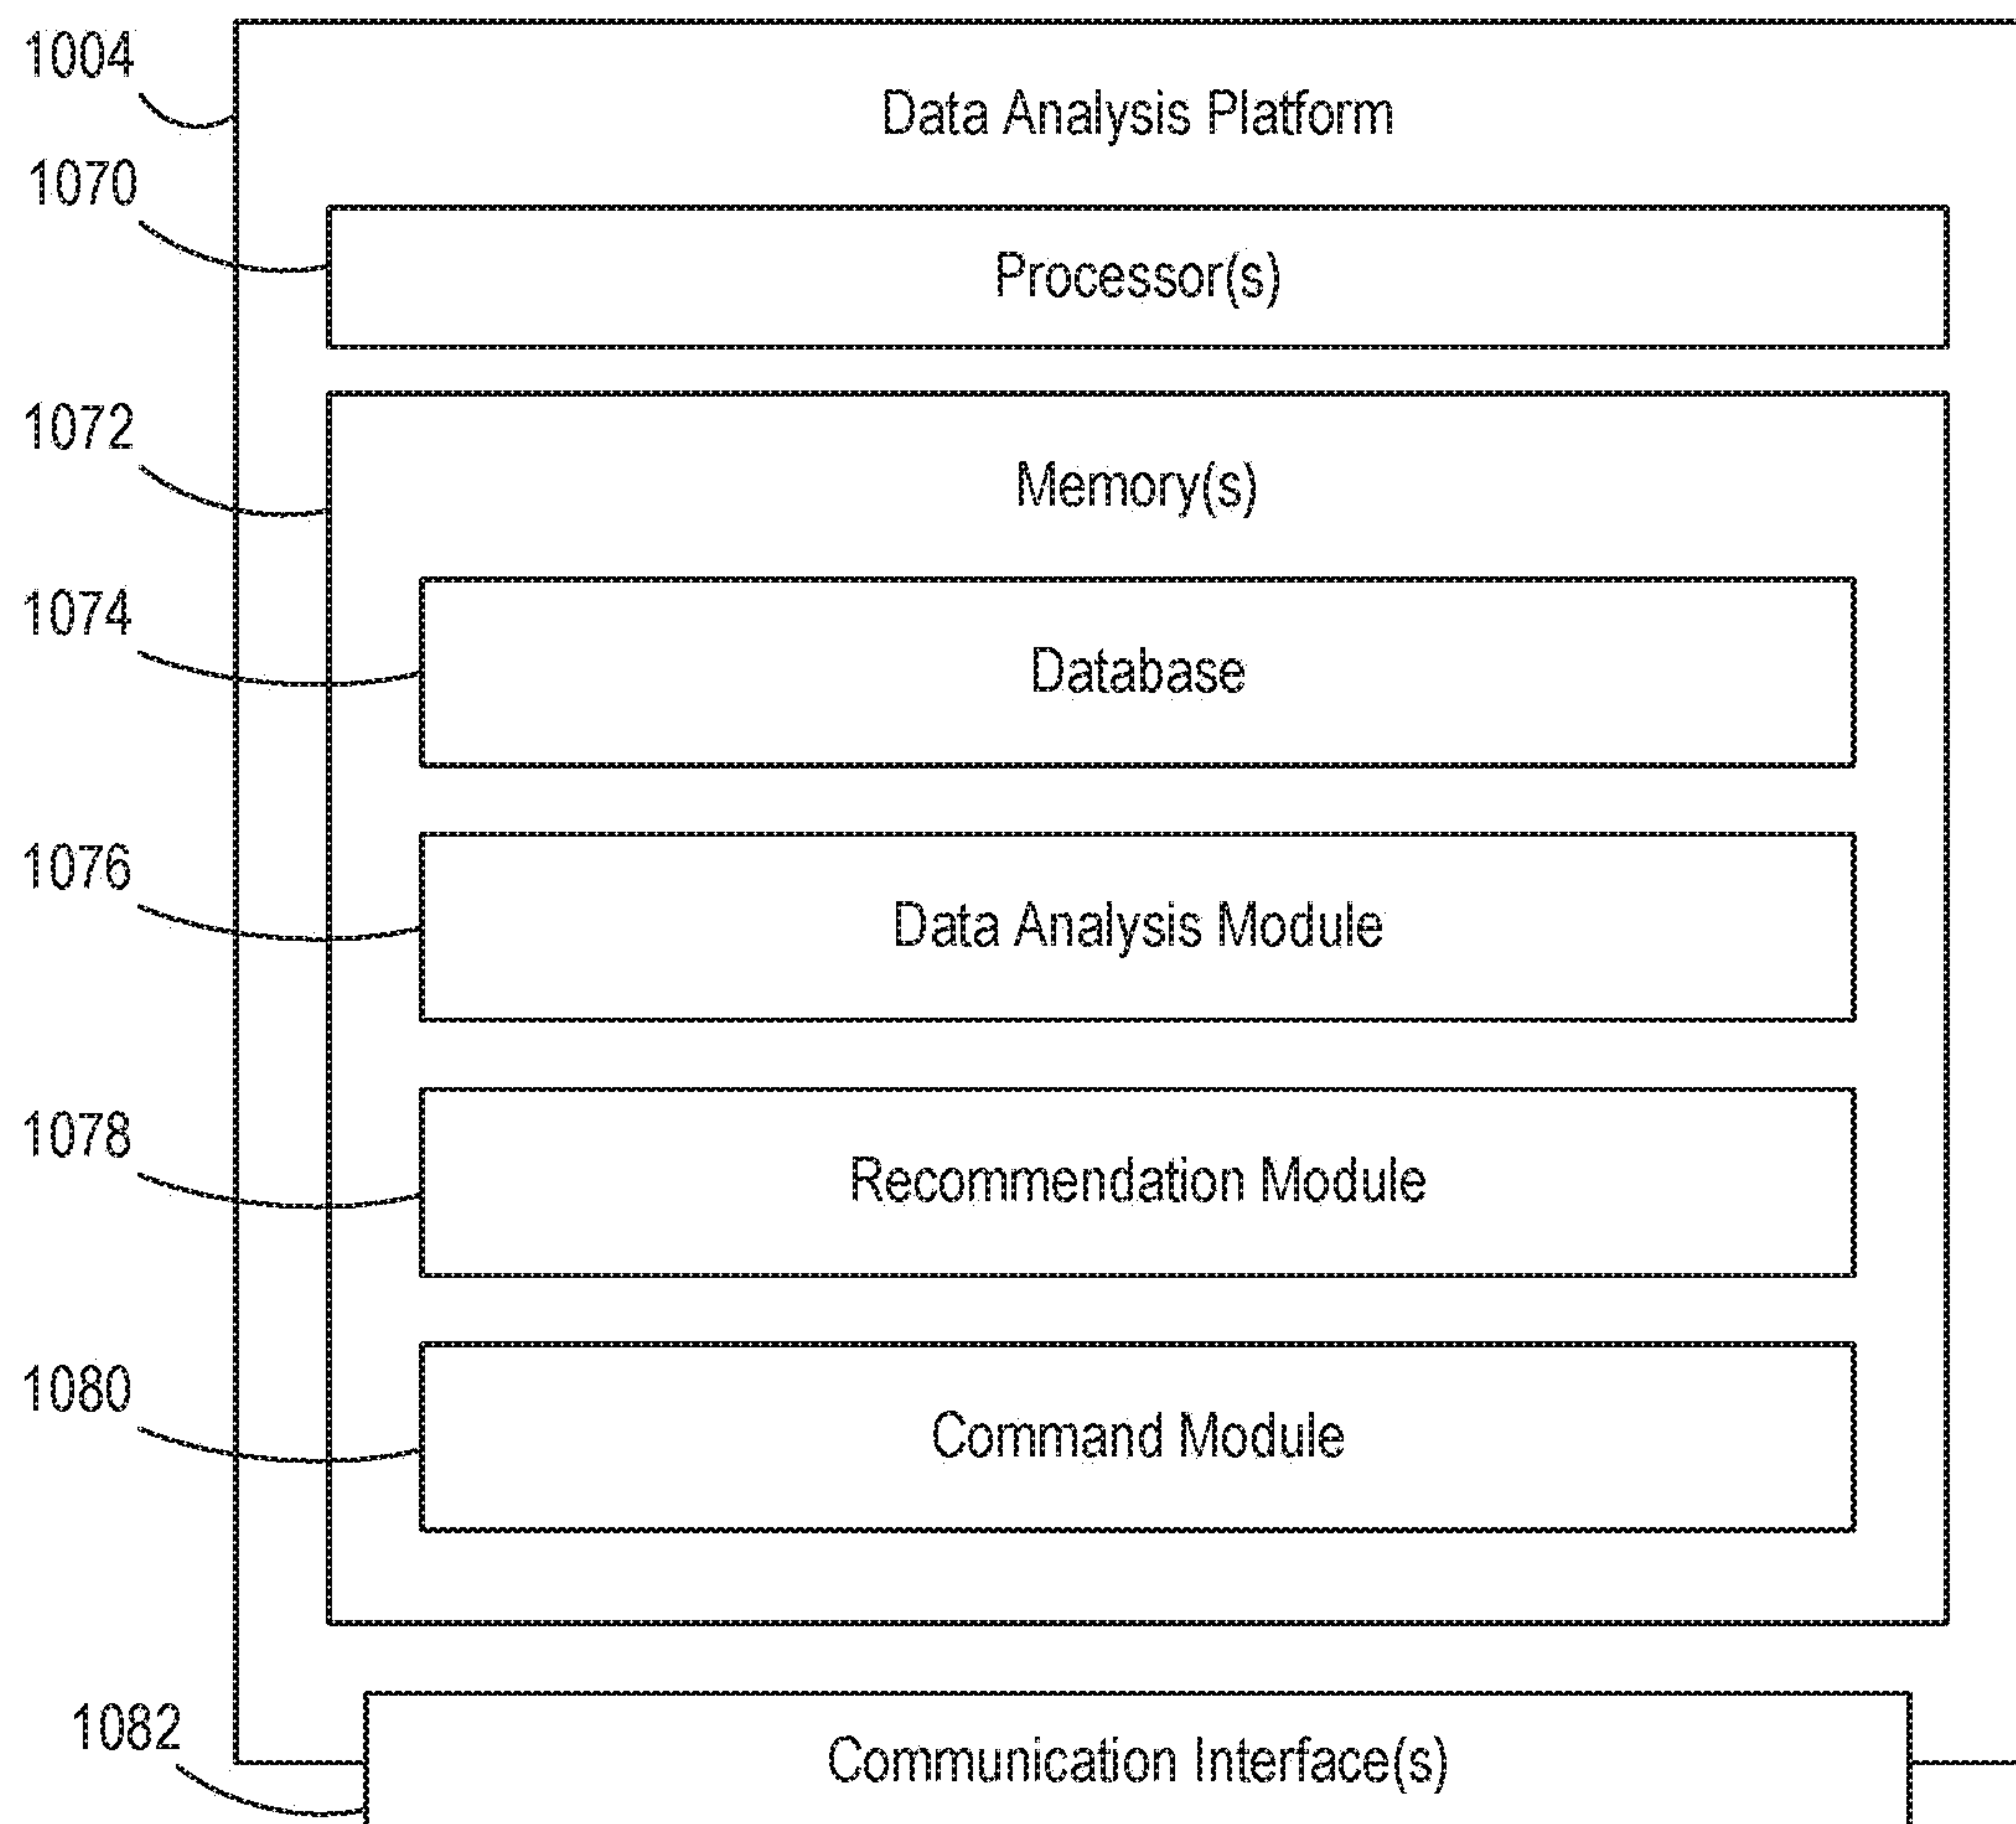 1004
Data Analysis Platform
1070
Processor(s)
1072
Memory(s)
1074
Database
1076
Data Analysis Module
1078
Recommendation Module
1080
Command Module
1082
Communication Interface(s)